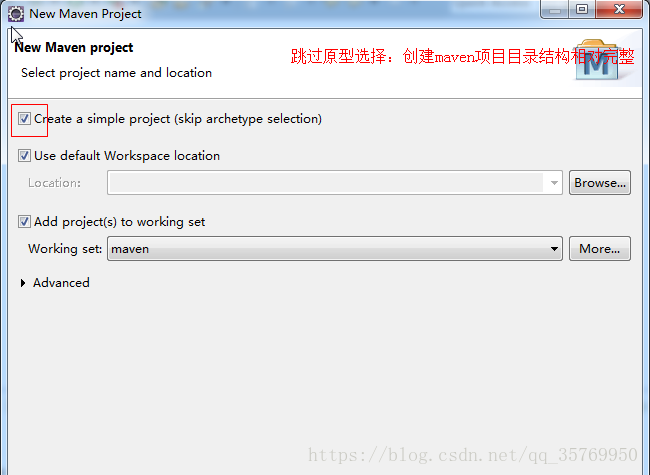 New Maven Project
New Maven project
跳过原型选择：创建maven项目目录结构相对完整
Select project name and location
M
Create a simple project (skip archetype selection)
Use default Workspace location
Location:
Browse...
Add project(s) to working set
Working set:
maven
More...
Advanced
https://blog.csdn.net/qq_35769950